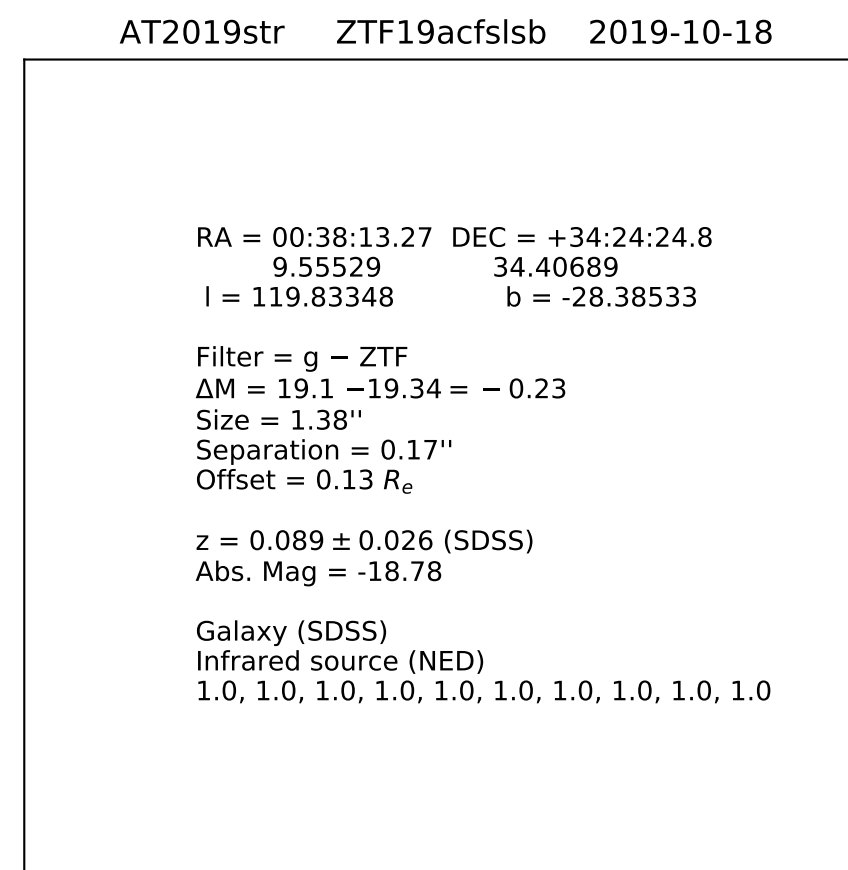 AT2019str ZTF19acfslsb 2019-10-18
RA = 00:38:13.27 DEC = +34:24:24.8
9.55529 34.40689
l = 119.83348 b = -28.38533
Filter = g − ZTF
ΔM = 19.1 −19.34 = − 0.23
Size = 1.38''
Separation = 0.17''
Offset = 0.13 Re
z = 0.089 ± 0.026 (SDSS)
Abs. Mag = -18.78
Galaxy (SDSS)
Infrared source (NED)
1.0, 1.0, 1.0, 1.0, 1.0, 1.0, 1.0, 1.0, 1.0, 1.0